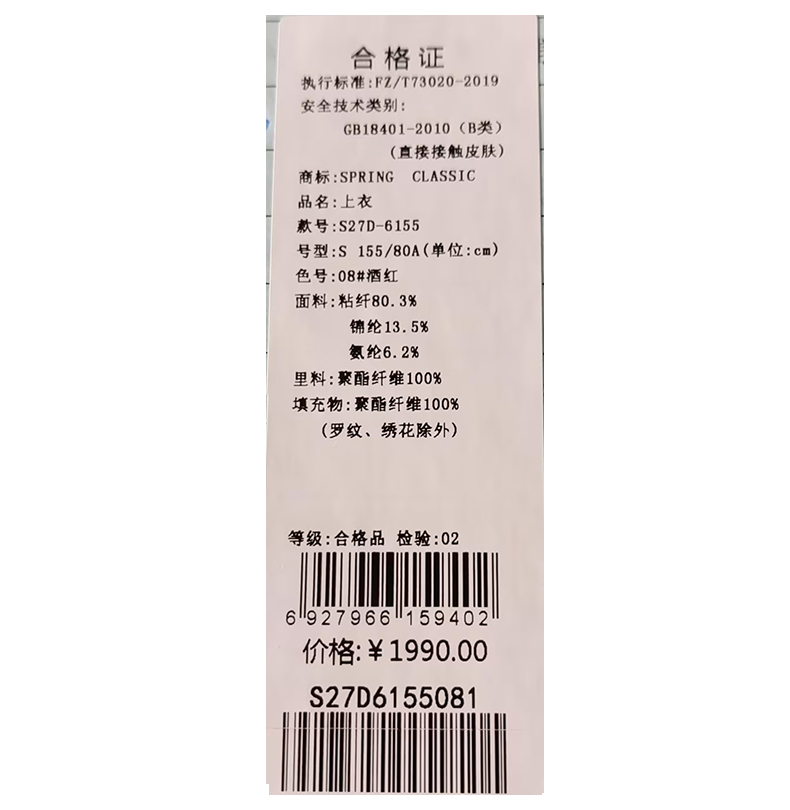 合格证
执行标准:FZ/T73020-2019
安全技术类别:
GB18401-2010（B类）
(直接接触皮肤)
商标:SPRING CLASSIC
品名:上衣
款号:S27D-6155
号型:S 155/80A(单位:cm)
色号:08#酒红
面料:粘纤80.3%
锦纶13.5%
氨纶6.2%
里料:聚酯纤维100%
填充物:聚酯纤维100%
(罗纹、绣花除外)
等级:合格品 检验:02
6 927966 159402
价格:￥1990.00
S27D6155081